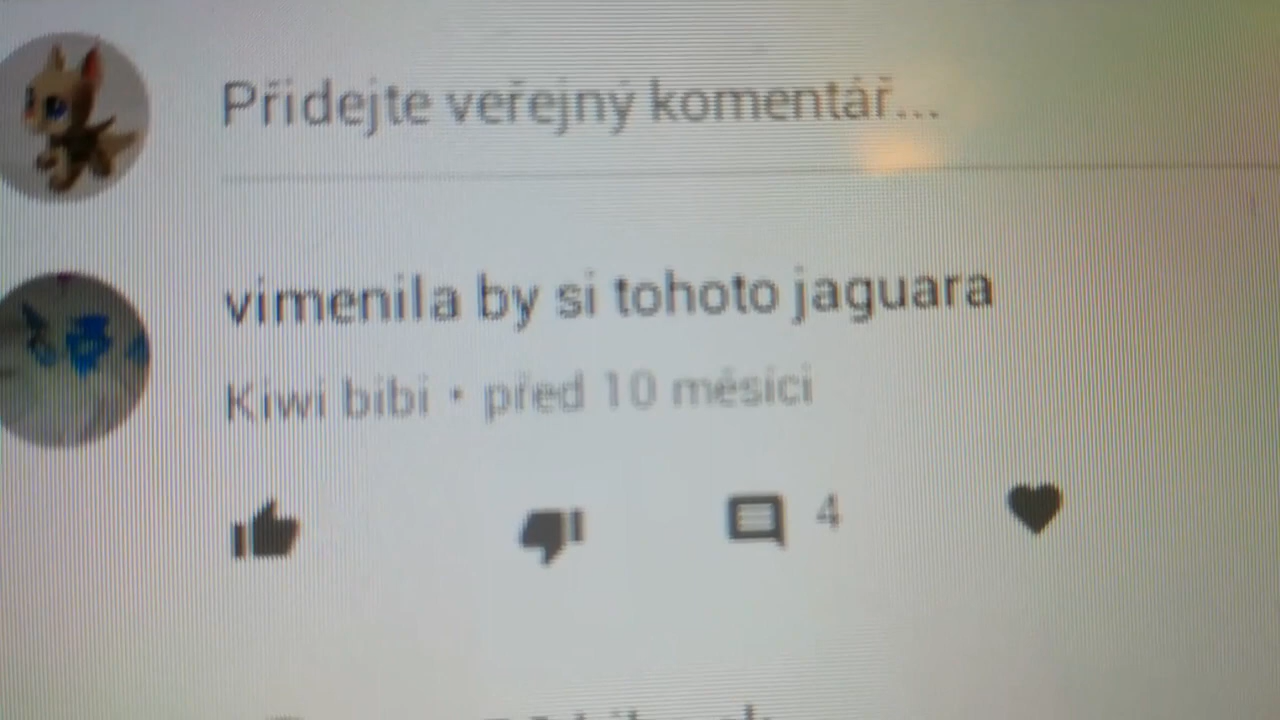 Přidejte veřejný komentář...
vimenila by si tohoto jaguara
Kiwi bibi • před 10 měsíci
4